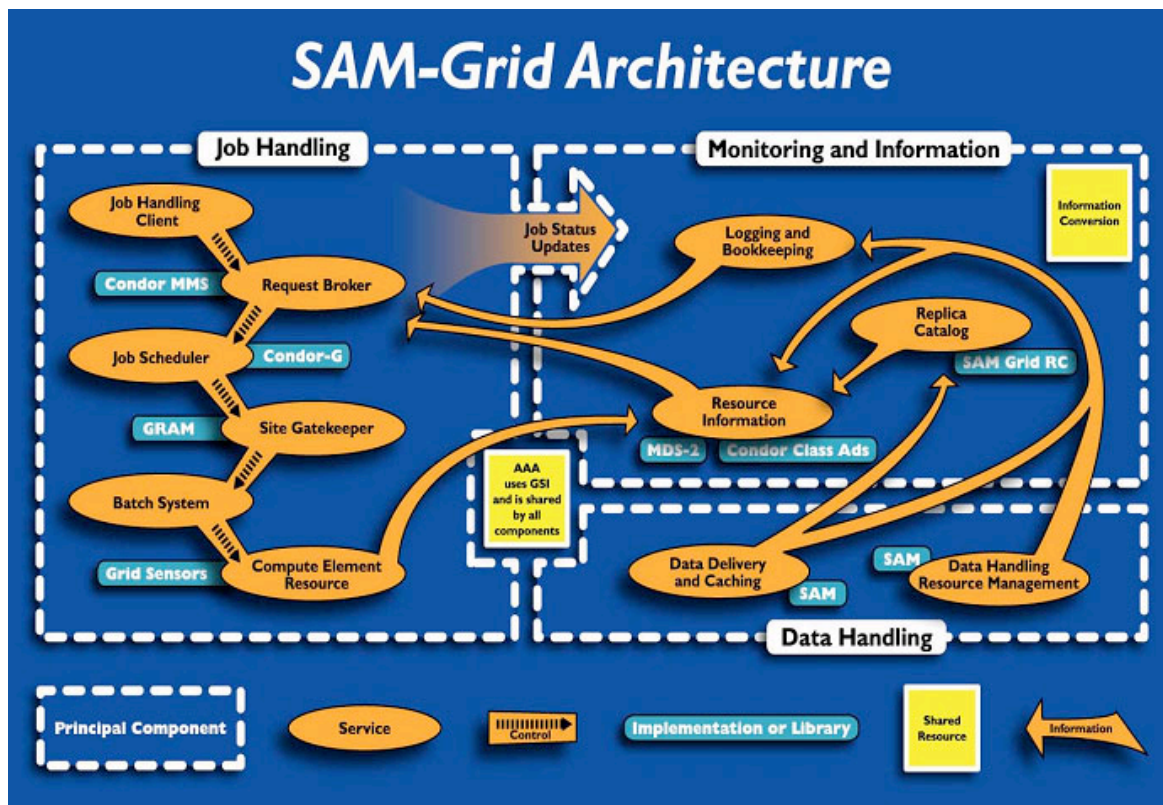 SAM-Grid Architecture
Job Handling
Job Handling
Client
Condor MMS
Request Broker
Job Scheduler
Condor-G
GRAM
Site Gatekeeper
Batch System
Grid Sensors
Compute Element
Resource
Job Status
Updates
AAA
uses GSI
and is shared
by all
components
Monitoring and Information
Information
Conversion
Logging and
Bookkeeping
Replica
Catalog
SAM Grid RC
Resource
Information
MDS-2
Condor Class Ads
Data Delivery
and Caching
SAM
SAM
Data Handling
Resource Management
Data Handling
Principal Component
Service
Control
Implementation or Library
Shared
Resource
Information